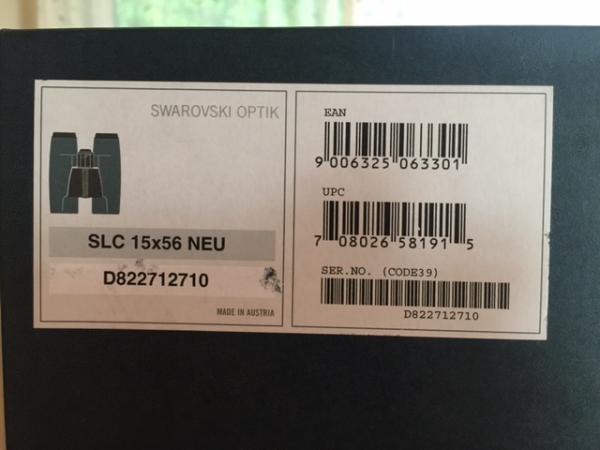 SWAROVSKI OPTIK
SLC 15x56 NEU
D822712710
MADE IN AUSTRIA
EAN
9 006325 063301
UPC
7 08026 58191 5
SER.NO. (CODE39)
D822712710